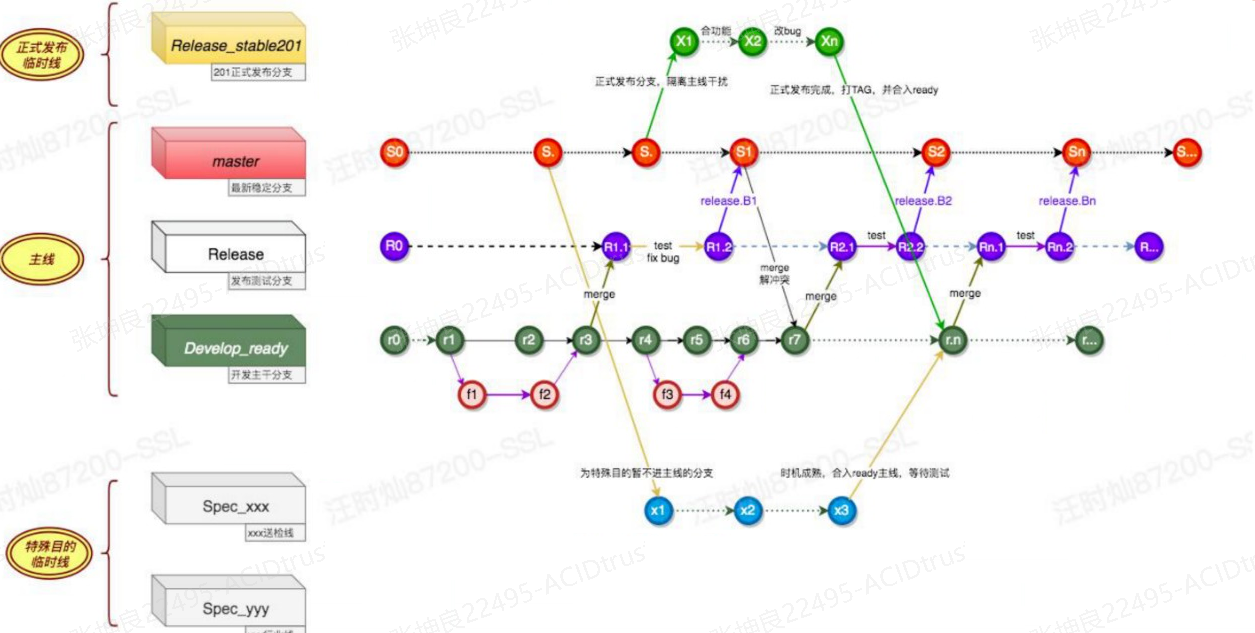 正式发布
临时线
Release_stable201
201正式发布分支
X1
合功能
X2
改bug
Xn
正式发布分支，隔离主线干扰
正式发布完成，打TAG，并合入ready
master
最新稳定分支
S0
S.
S.
S1
S2
Sn
S...
release.B1
release.B2
release.Bn
主线
Release
发布测试分支
R0
R1.1
test
fix bug
R1.2
R2.1
test
R2.2
Rn.1
test
Rn.2
R...
merge
merge
解冲突
merge
merge
Develop_ready
开发主干分支
r0
r1
r2
r3
r4
r5
r6
r7
r.n
r...
f1
f2
f3
f4
为特殊目的暂不进主线的分支
时机成熟，合入ready主线，等待测试
特殊目的
临时线
Spec_xxx
xxx送检线
x1
x2
x3
Spec_yyy
张坤良22495-ACIDtrus
汪时灿87200-SSL